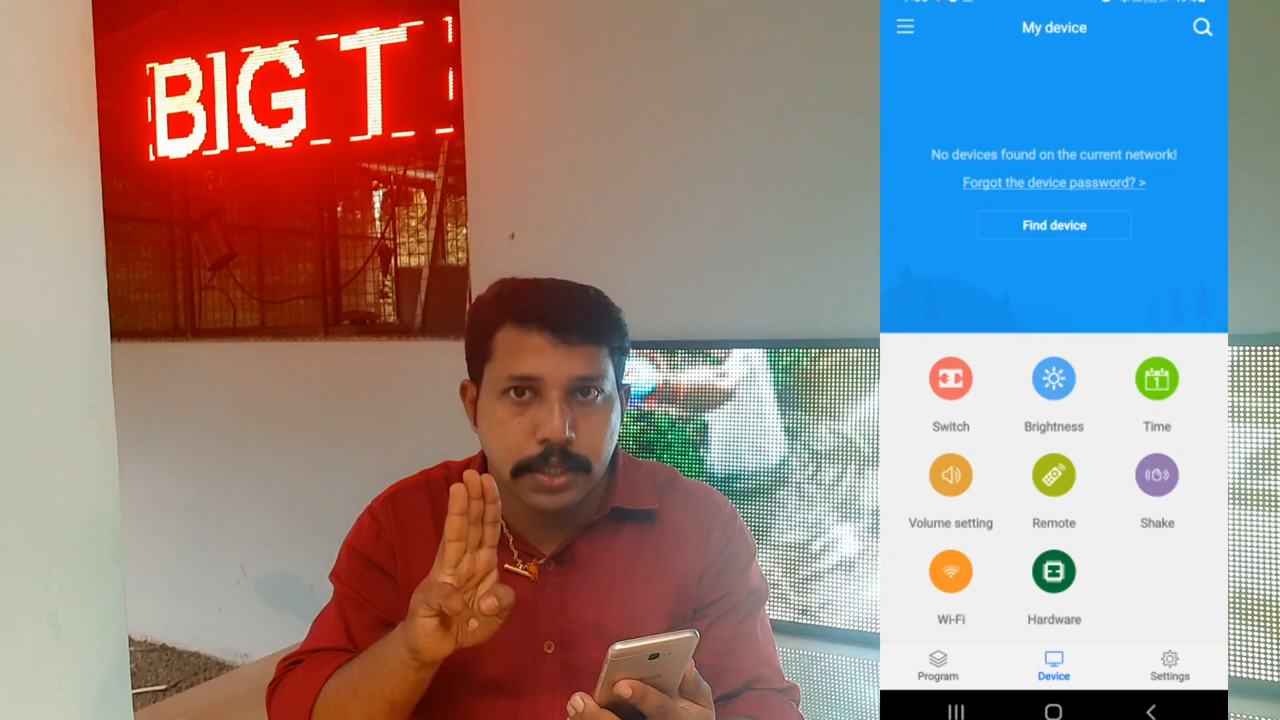 BIG T
My device
No devices found on the current network!
Forgot the device password? >
Find device
Switch
Brightness
Time
Volume setting
Remote
Shake
1
Wi-Fi
Hardware
Program
Device
Settings